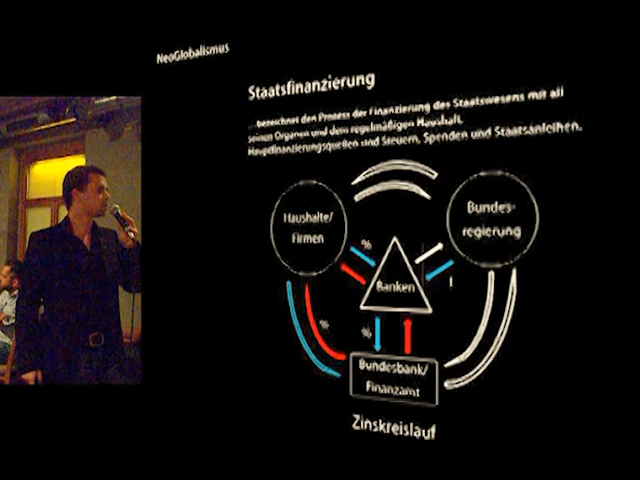 NeoGlobalismus
Staatsfinanzierung
...bezeichnet den Prozess der Finanzierung des Staatswesens mit all
seinen Organen und dem regelmäßigen Haushalt.
Hauptfinanzierungsquellen sind Steuern, Spenden und Staatsanleihen.
Haushalte/
Firmen
Bundes-
regierung
%
Banken
%
%
Bundesbank/
Finanzamt
Zinskreislauf